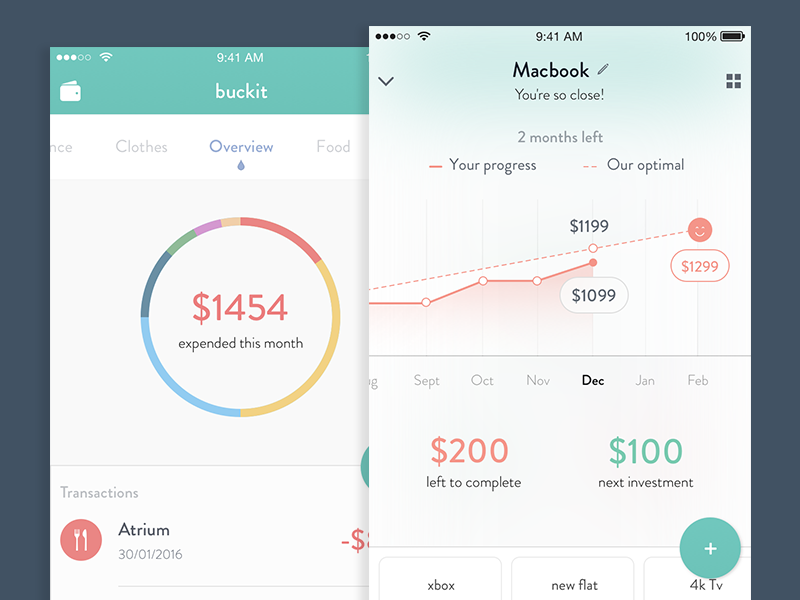 9:41 AM
buckit
nce Clothes Overview Food
$1454
expended this month
Transactions
Atrium
30/01/2016
-$8
9:41 AM 100%
Macbook
You're so close!
2 months left
Your progress Our optimal
$1199
$1299
$1099
ug Sept Oct Nov Dec Jan Feb
$200 $100
left to complete next investment
+
xbox new flat 4k Tv